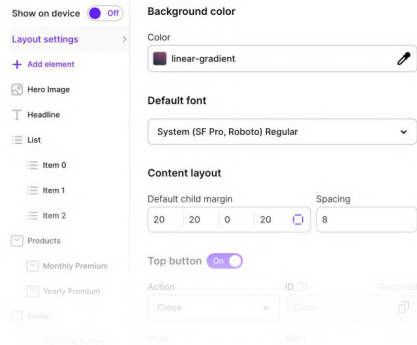 Show on device Off
Layout settings
Add element
Hero Image
Headline
List
Item 0
Item 1
Item 2
Products
Monthly Premium
Yearly Premium
Footer
Background color
Color
linear-gradient
Default font
System (SF Pro, Roboto) Regular
Content layout
Default child margin Spacing
20 20 0 20 8
Top button On
Action ID Required
Close Close
Style Align